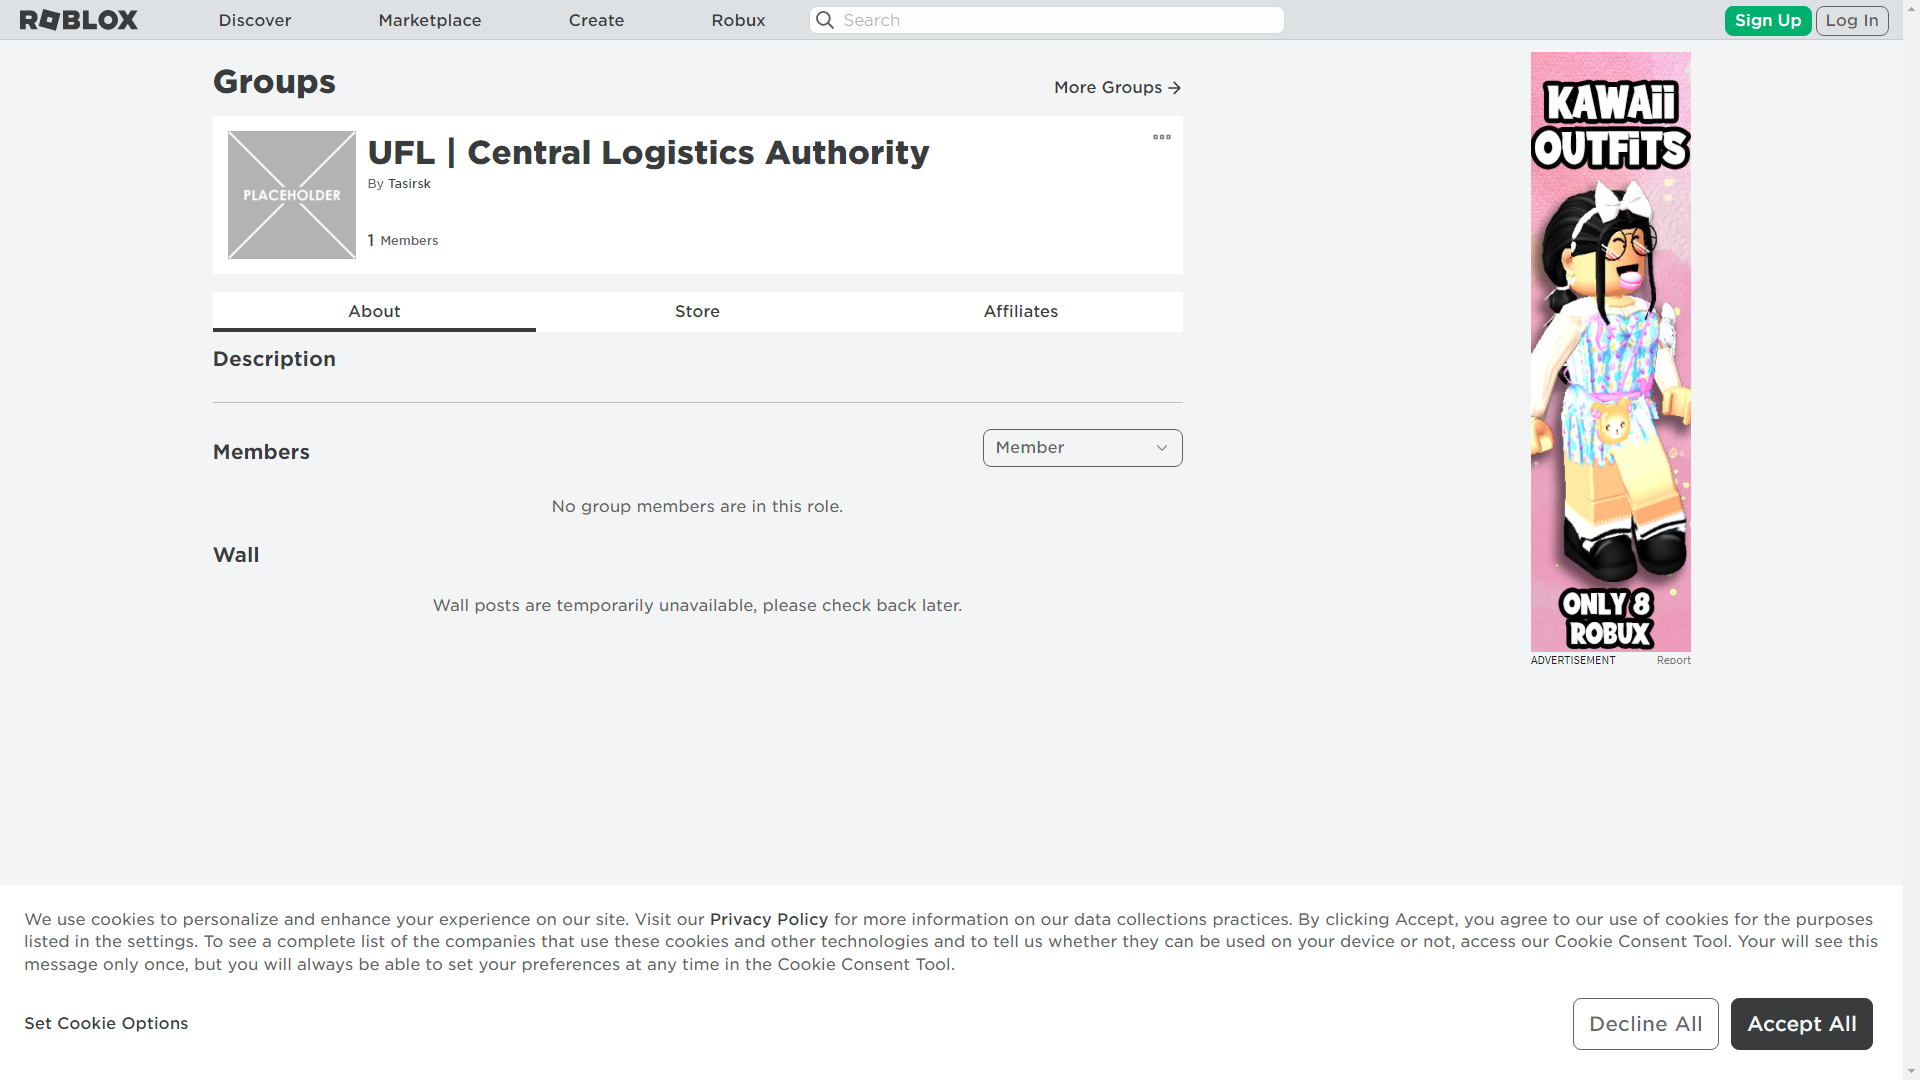 ROBLOX
Discover
Marketplace
Create
Robux
Search
Sign Up
Log In
Groups
More Groups
PLACEHOLDER
UFL | Central Logistics Authority
By Tasirsk
1 Members
About
Store
Affiliates
Description
Members
Member
No group members are in this role.
Wall
Wall posts are temporarily unavailable, please check back later.
KAWAii
OUTFiTS
ONLY 8
ROBUX
ADVERTISEMENT
Report
We use cookies to personalize and enhance your experience on our site. Visit our Privacy Policy for more information on our data collections practices. By clicking Accept, you agree to our use of cookies for the purposes
listed in the settings. To see a complete list of the companies that use these cookies and other technologies and to tell us whether they can be used on your device or not, access our Cookie Consent Tool. Your will see this
message only once, but you will always be able to set your preferences at any time in the Cookie Consent Tool.
Set Cookie Options
Decline All
Accept All